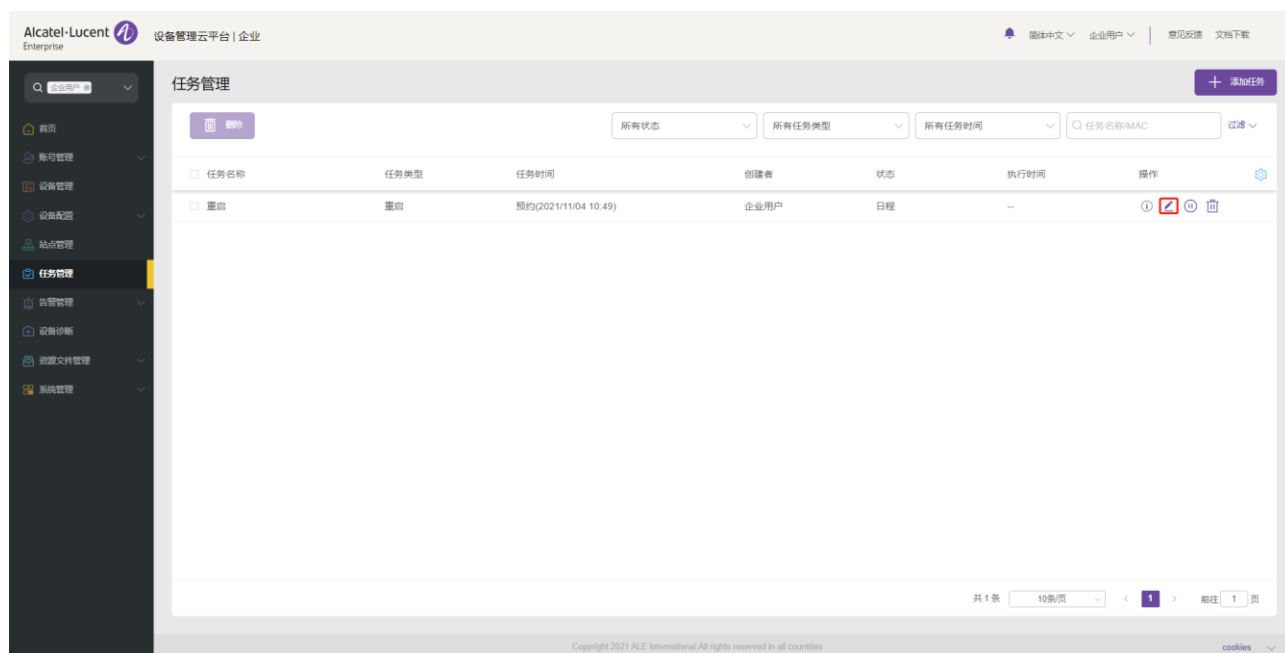 Alcatel·Lucent
Enterprise
设备管理云平台 | 企业
简体中文
企业用户
意见反馈
文档下载
企业用户
首页
账号管理
设备管理
设备配置
站点管理
任务管理
告警管理
设备诊断
资源文件管理
系统管理
任务管理
添加任务
删除
所有状态
所有任务类型
所有任务时间
任务名称/MAC
过滤
任务名称 任务类型 任务时间 创建者 状态 执行时间 操作
重启 重启 预约(2021/11/04 10:49) 企业用户 日程 --
共 1 条
10条/页
1
前往 1 页
Copyright 2021 ALE International.All rights reserved in all countries
cookies